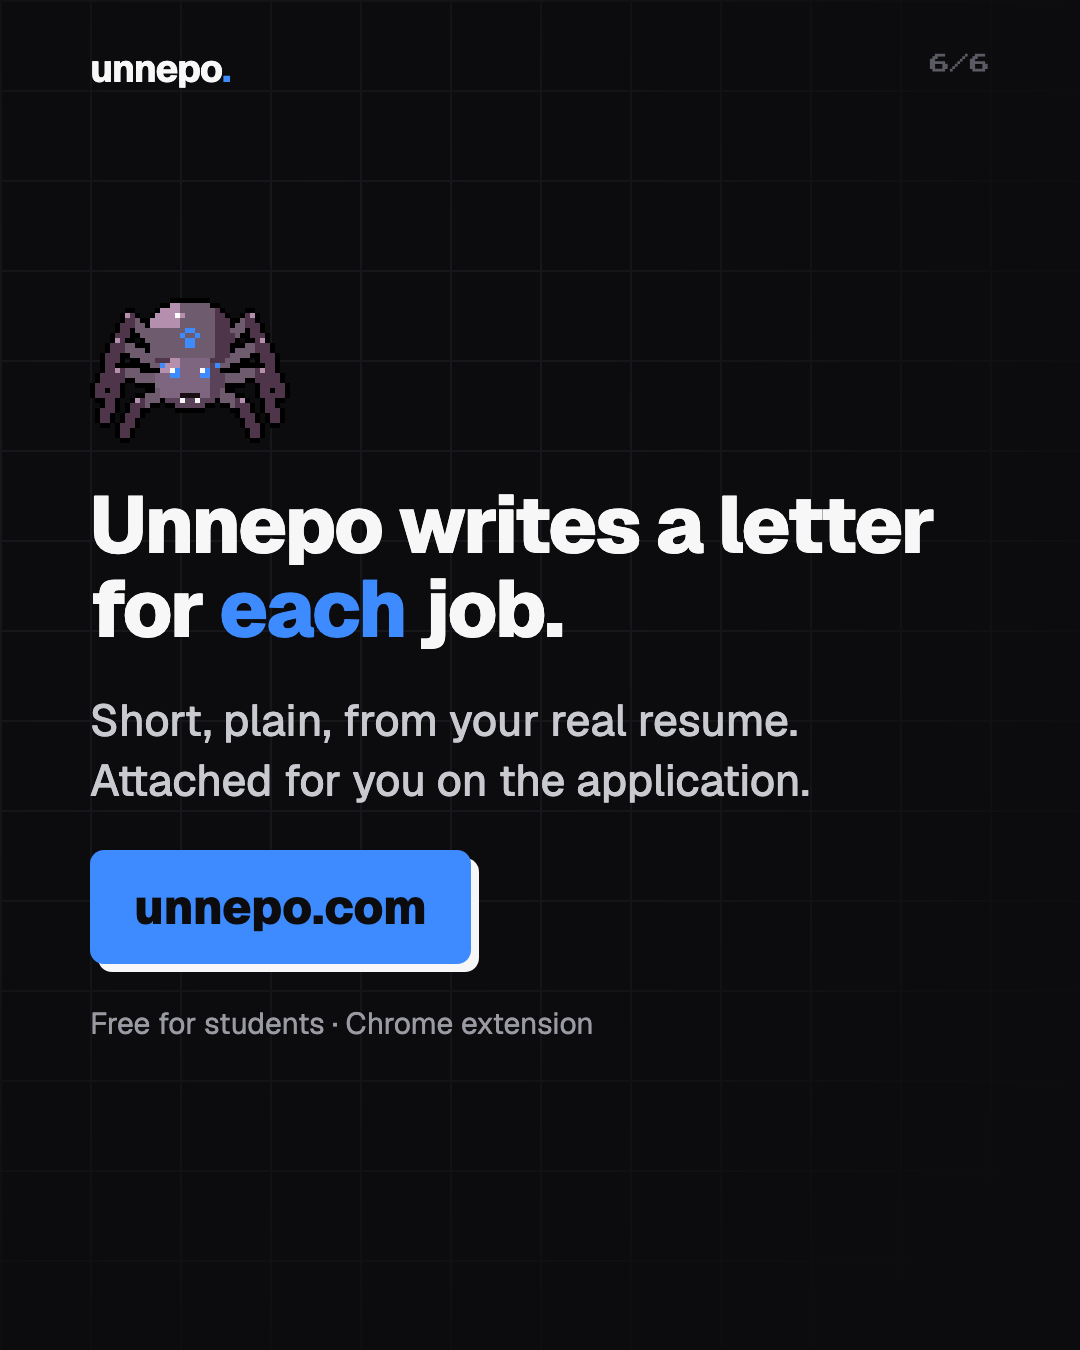 unnepo.
6/6
Unnepo writes a letter
for each job.
Short, plain, from your real resume.
Attached for you on the application.
unnepo.com
Free for students · Chrome extension